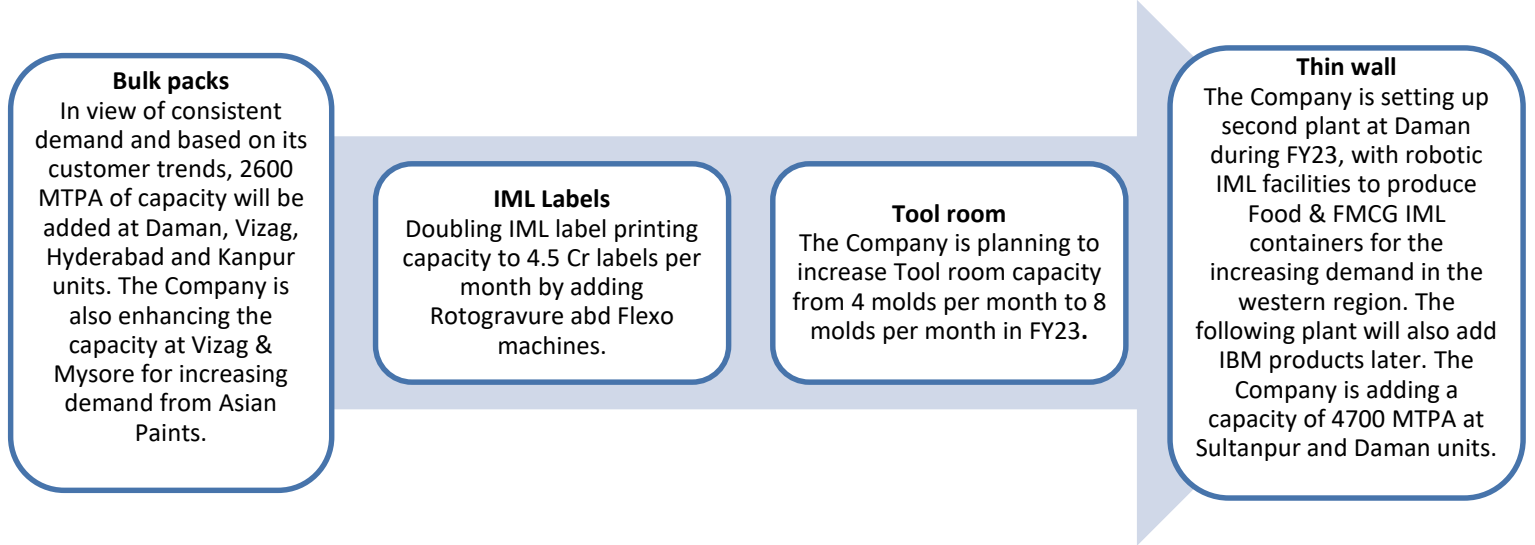 Bulk packs
In view of consistent
demand and based on its
customer trends, 2600
MTPA of capacity will be
added at Daman, Vizag,
Hyderabad and Kanpur
units. The Company is
also enhancing the
capacity at Vizag &
Mysore for increasing
demand from Asian
Paints.
IML Labels
Doubling IML label printing
capacity to 4.5 Cr labels per
month by adding
Rotogravure abd Flexo
machines.
Tool room
The Company is planning to
increase Tool room capacity
from 4 molds per month to 8
molds per month in FY23.
Thin wall
The Company is setting up
second plant at Daman
during FY23, with robotic
IML facilities to produce
Food & FMCG IML
containers for the
increasing demand in the
western region. The
following plant will also add
IBM products later. The
Company is adding a
capacity of 4700 MTPA at
Sultanpur and Daman units.